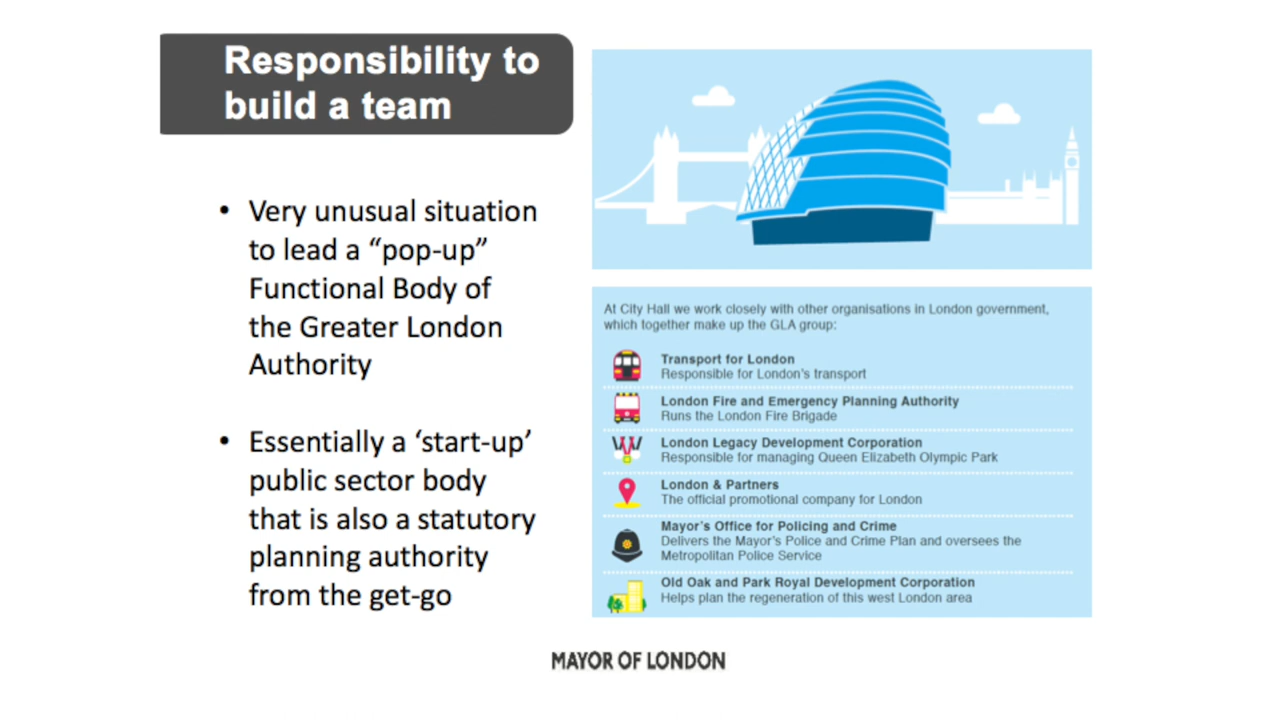 Responsibility to
build a team
• Very unusual situation
to lead a “pop-up”
Functional Body of
the Greater London
Authority
• Essentially a ‘start-up’
public sector body
that is also a statutory
planning authority
from the get-go
At City Hall we work closely with other organisations in London government,
which together make up the GLA group:
Transport for London
Responsible for London's transport
London Fire and Emergency Planning Authority
Runs the London Fire Brigade
London Legacy Development Corporation
Responsible for managing Queen Elizabeth Olympic Park
London & Partners
The official promotional company for London
Mayor's Office for Policing and Crime
Delivers the Mayor's Police and Crime Plan and oversees the
Metropolitan Police Service
Old Oak and Park Royal Development Corporation
Helps plan the regeneration of this west London area
MAYOR OF LONDON